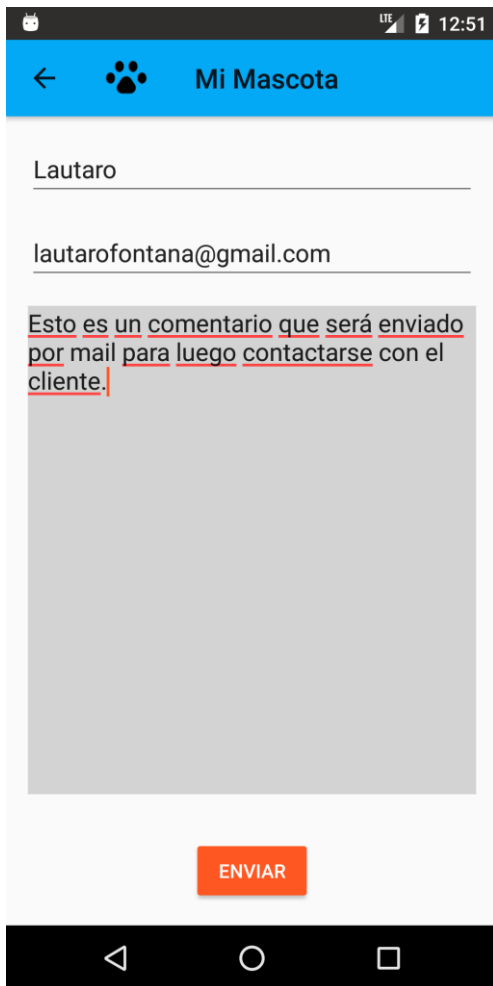 LTE 12:51
Mi Mascota
Lautaro
lautarofontana@gmail.com
Esto es un comentario que será enviado
por mail para luego contactarse con el
cliente.
ENVIAR